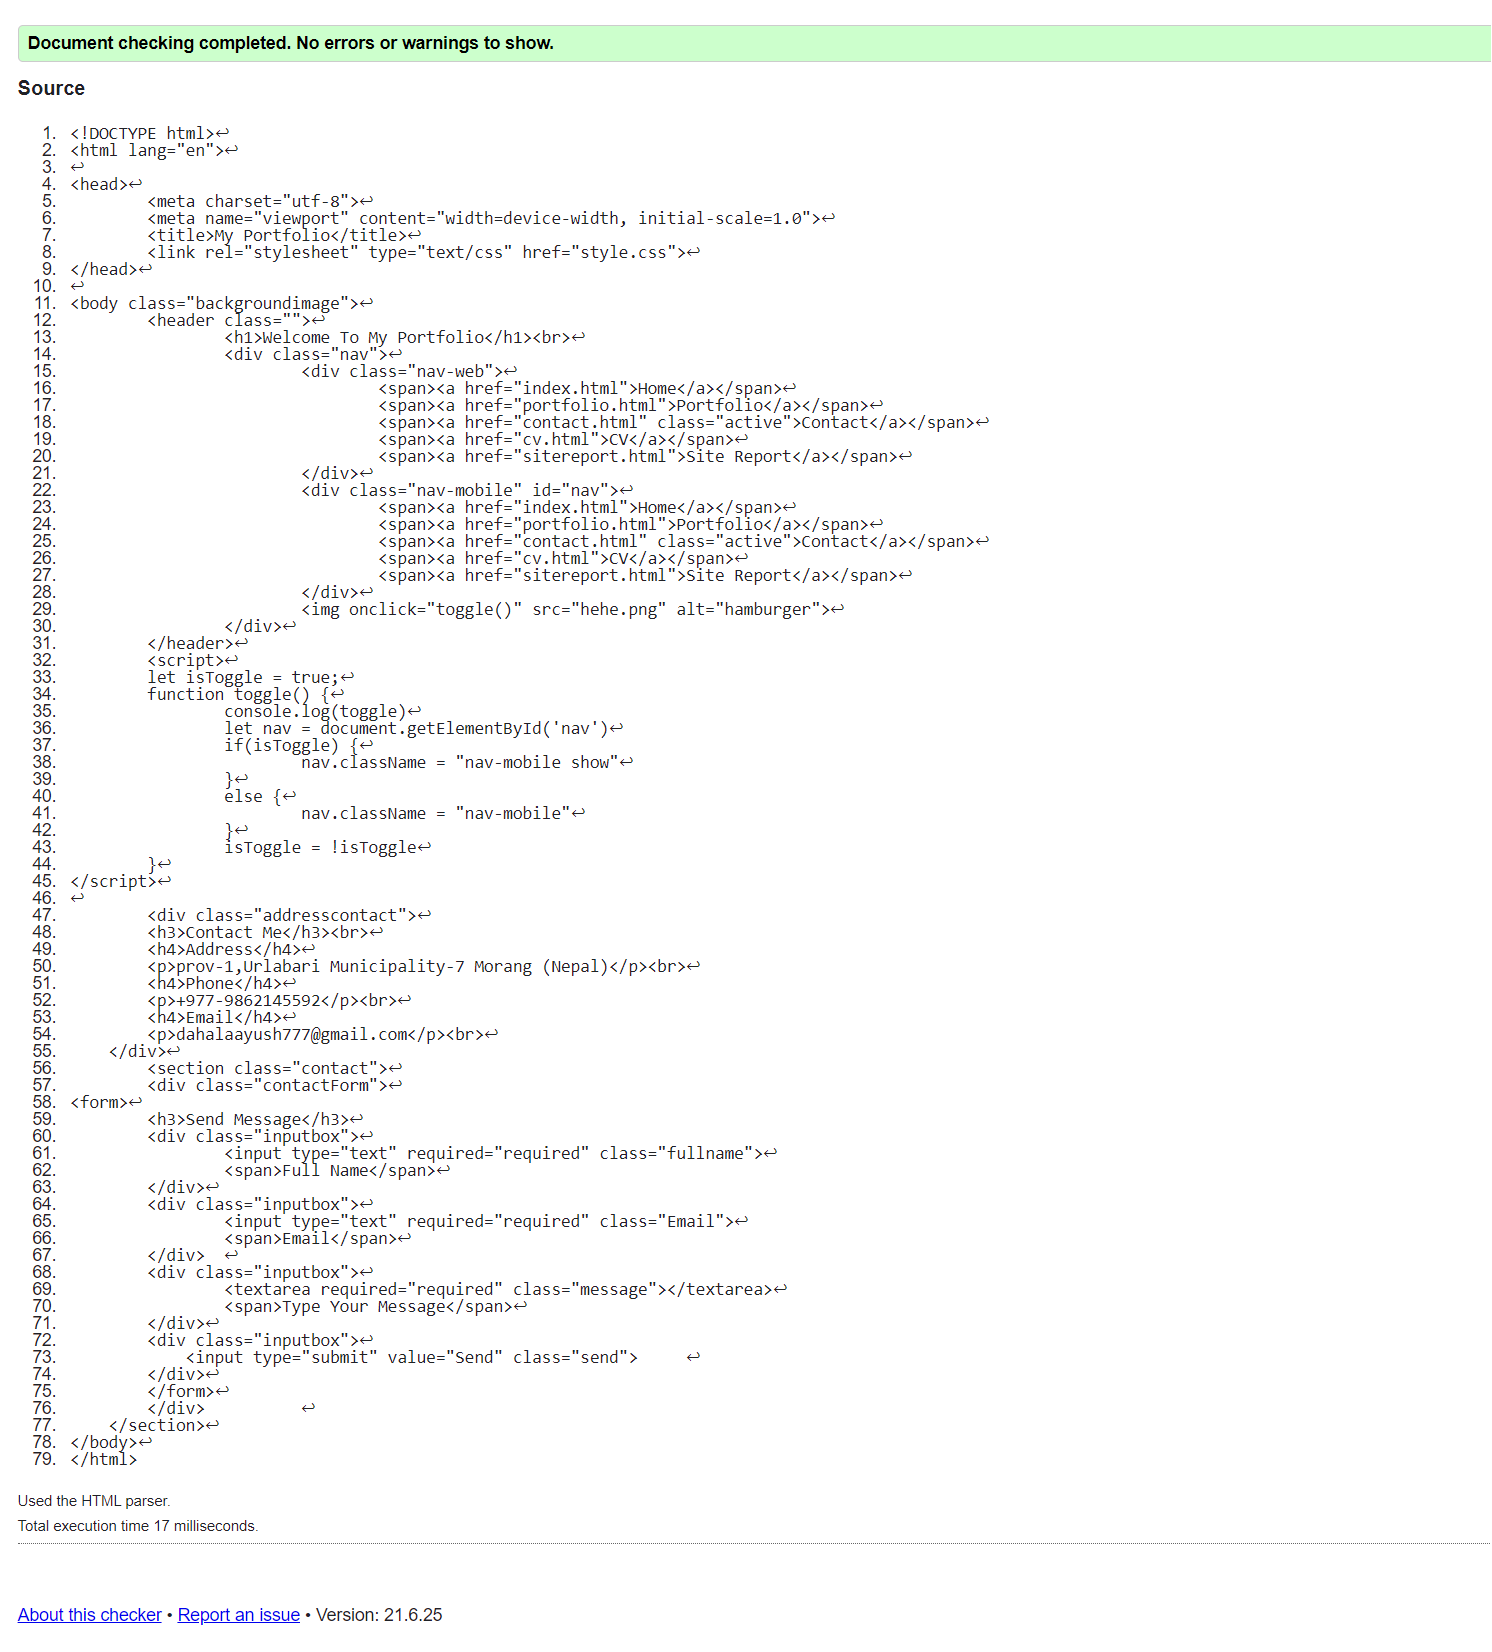 Document checking completed. No errors or warnings to show.
Source
1. <!DOCTYPE html>↩
2. <html lang="en">↩
3. ↩
4. <head>↩
5. <meta charset="utf-8">↩
6. <meta name="viewport" content="width=device-width, initial-scale=1.0">↩
7. <title>My Portfolio</title>↩
8. <link rel="stylesheet" type="text/css" href="style.css">↩
9. </head>↩
10. ↩
11. <body class="backgroundimage">↩
12. <header class="">↩
13. <h1>Welcome To My Portfolio</h1><br>↩
14. <div class="nav">↩
15. <div class="nav-web">↩
16. <span><a href="index.html">Home</a></span>↩
17. <span><a href="portfolio.html">Portfolio</a></span>↩
18. <span><a href="contact.html" class="active">Contact</a></span>↩
19. <span><a href="cv.html">CV</a></span>↩
20. <span><a href="sitereport.html">Site Report</a></span>↩
21. </div>↩
22. <div class="nav-mobile" id="nav">↩
23. <span><a href="index.html">Home</a></span>↩
24. <span><a href="portfolio.html">Portfolio</a></span>↩
25. <span><a href="contact.html" class="active">Contact</a></span>↩
26. <span><a href="cv.html">CV</a></span>↩
27. <span><a href="sitereport.html">Site Report</a></span>↩
28. </div>↩
29. <img onclick="toggle()" src="hehe.png" alt="hamburger">↩
30. </div>↩
31. </header>↩
32. <script>↩
33. let isToggle = true;↩
34. function toggle() {↩
35. console.log(toggle)↩
36. let nav = document.getElementById('nav')↩
37. if(isToggle) {↩
38. nav.className = "nav-mobile show"↩
39. }↩
40. else {↩
41. nav.className = "nav-mobile"↩
42. }↩
43. isToggle = !isToggle↩
44. }↩
45. </script>↩
46. ↩
47. <div class="addresscontact">↩
48. <h3>Contact Me</h3><br>↩
49. <h4>Address</h4>↩
50. <p>prov-1,Urlabari Municipality-7 Morang (Nepal)</p><br>↩
51. <h4>Phone</h4>↩
52. <p>+977-9862145592</p><br>↩
53. <h4>Email</h4>↩
54. <p>dahalaayush777@gmail.com</p><br>↩
55. </div>↩
56. <section class="contact">↩
57. <div class="contactForm">↩
58. <form>↩
59. <h3>Send Message</h3>↩
60. <div class="inputbox">↩
61. <input type="text" required="required" class="fullname">↩
62. <span>Full Name</span>↩
63. </div>↩
64. <div class="inputbox">↩
65. <input type="text" required="required" class="Email">↩
66. <span>Email</span>↩
67. </div> ↩
68. <div class="inputbox">↩
69. <textarea required="required" class="message"></textarea>↩
70. <span>Type Your Message</span>↩
71. </div>↩
72. <div class="inputbox">↩
73. <input type="submit" value="Send" class="send"> ↩
74. </div>↩
75. </form>↩
76. </div> ↩
77. </section>↩
78. </body>↩
79. </html>
Used the HTML parser.
Total execution time 17 milliseconds.
About this checker • Report an issue • Version: 21.6.25